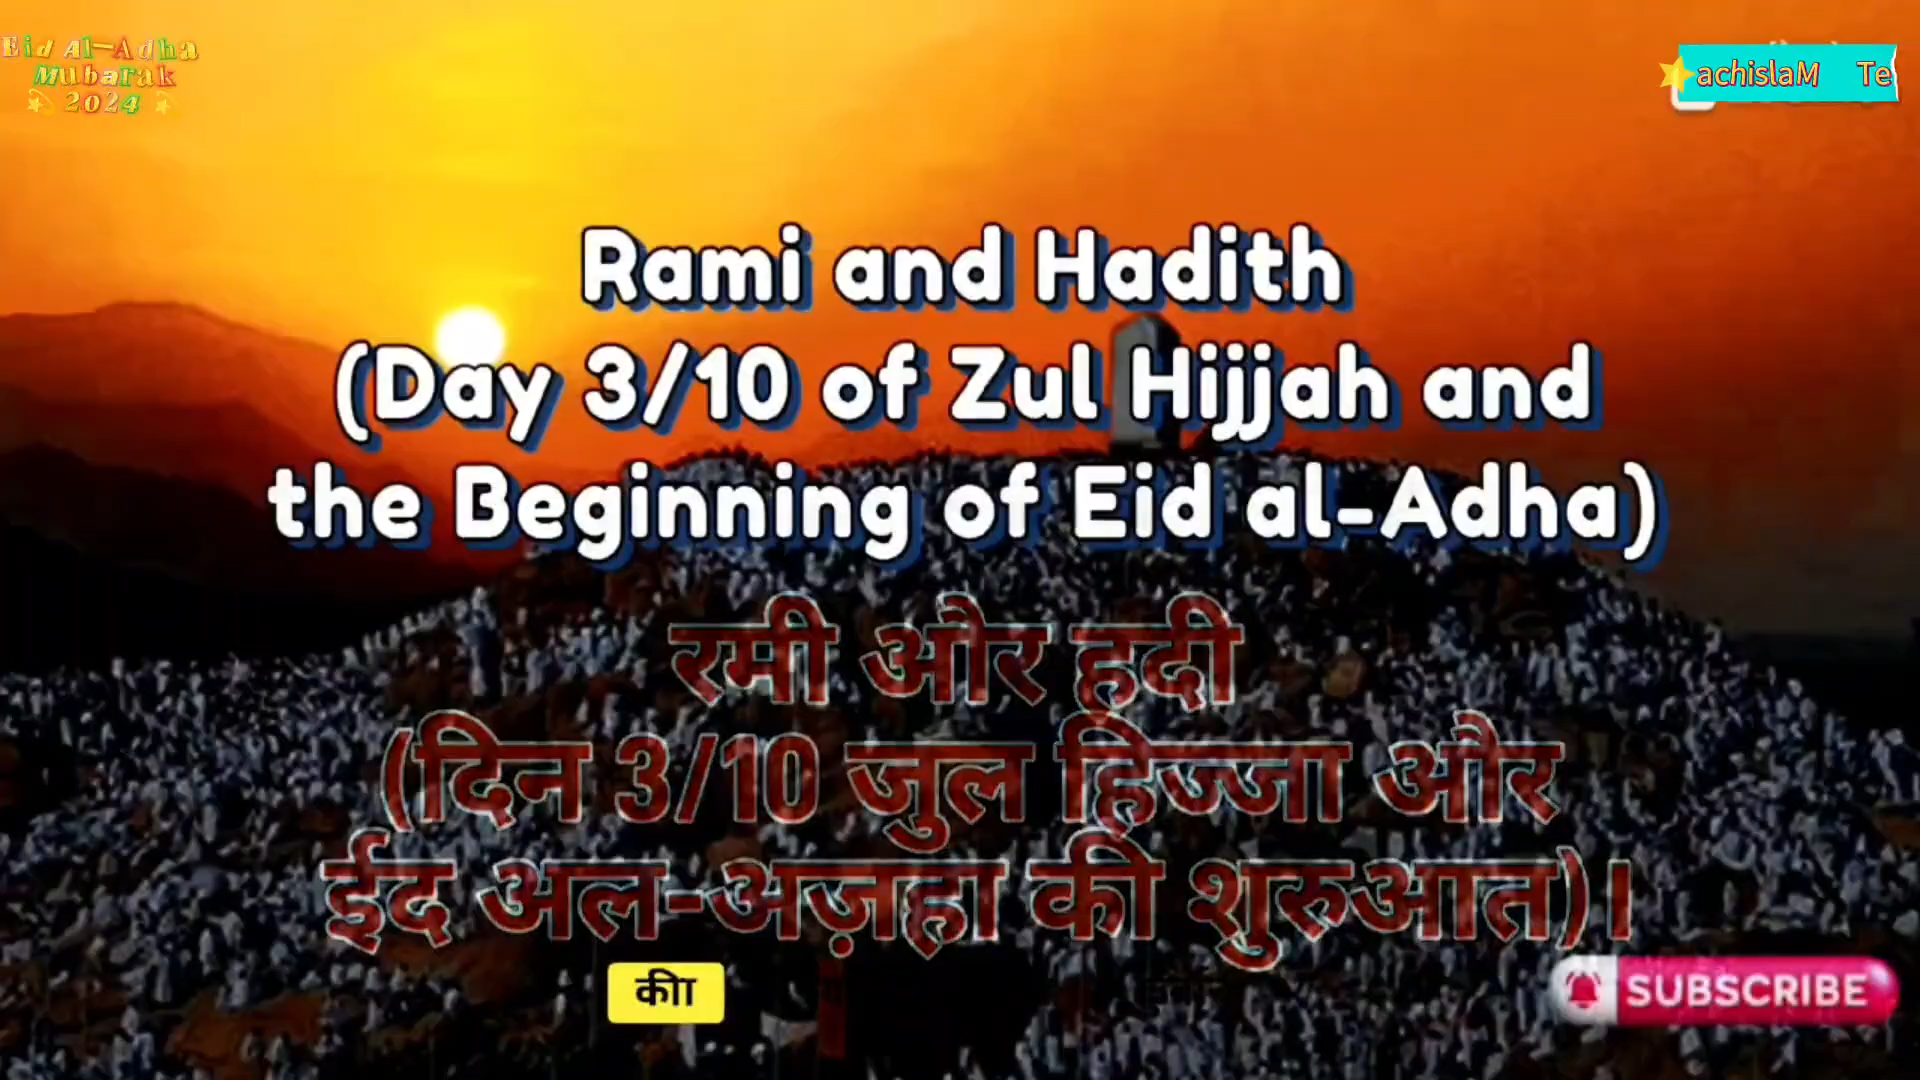 Eid Al-Adha
Mubarak
2024
achislaM Te
Rami and Hadith
(Day 3/10 of Zul Hijjah and
the Beginning of Eid al-Adha)
रमी और हदी
(दिन 3/10 जुल हिज्जा और
ईद अल-अज़हा की शुरुआत)।
कीा
SUBSCRIBE